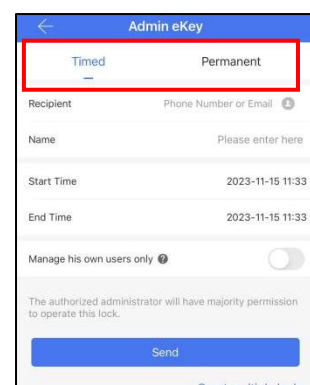 Admin eKey
Timed Permanent
Recipient Phone Number or Email
Name Please enter here
Start Time 2023-11-15 11:33
End Time 2023-11-15 11:33
Manage his own users only
The authorized administrator will have majority permission
to operate this lock.
Send